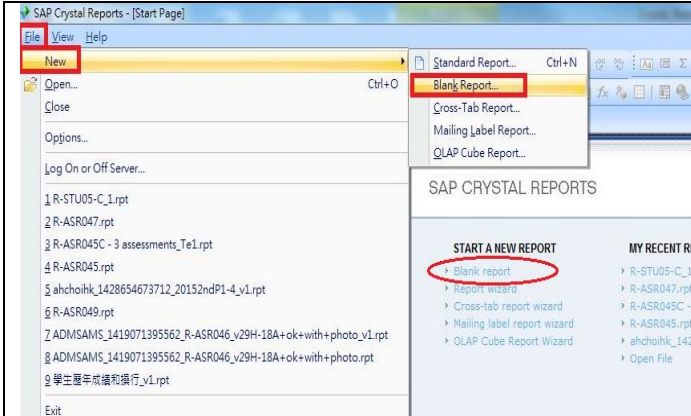 SAP Crystal Reports - [Start Page]
File View Help
New
Open... Ctrl+O
Close
Options...
Log On or Off Server...
1 R-STU05-C_1.rpt
2 R-ASR047.rpt
3 R-ASR045C - 3 assessments_Te1.rpt
4 R-ASR045.rpt
5 ahchoihk_1428654673712_20152ndP1-4_v1.rpt
6 R-ASR049.rpt
7 ADMSAMS_1419071395562_R-ASR046_v29H-18A+ok+with+photo_v1.rpt
8 ADMSAMS_1419071395562_R-ASR046_v29H-18A+ok+with+photo.rpt
9 學生歷年成績和操行_v1.rpt
Exit
Standard Report... Ctrl+N
Blank Report...
Cross-Tab Report...
Mailing Label Report...
OLAP Cube Report...
SAP CRYSTAL REPORTS
START A NEW REPORT
Blank report
Report wizard
Cross-tab report wizard
Mailing label report wizard
OLAP Cube Report Wizard
MY RECENT R
R-STU05-C_1
R-ASR047.rpt
R-ASR045C -
R-ASR045.rpt
ahchoihk_142
Open File